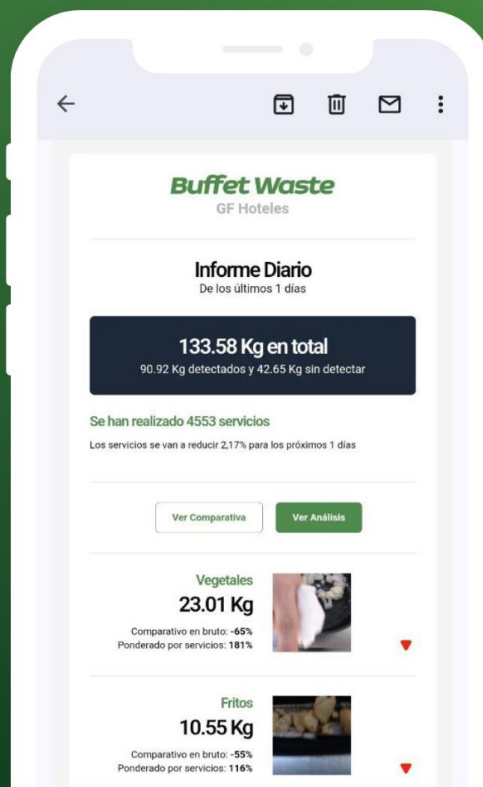 Buffet Waste
GF Hoteles
Informe Diario
De los últimos 1 días
133.58 Kg en total
90.92 Kg detectados y 42.65 Kg sin detectar
Se han realizado 4553 servicios
Los servicios se van a reducir 2,17% para los próximos 1 días
Ver Comparativa
Ver Análisis
Vegetales
23.01 Kg
Comparativo en bruto: -65%
Ponderado por servicios: 181%
Fritos
10.55 Kg
Comparativo en bruto: -55%
Ponderado por servicios: 116%